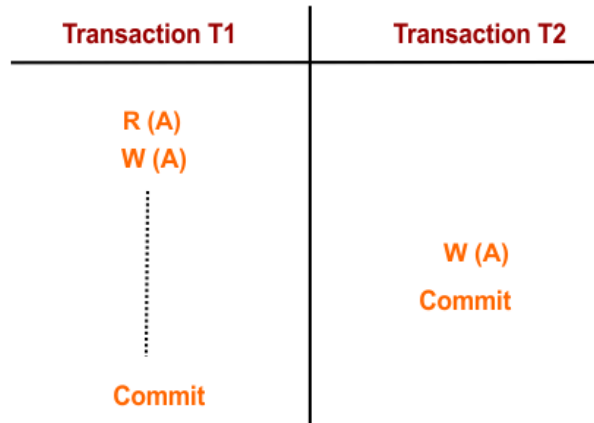 Transaction T1
Transaction T2
R (A)
W (A)
W (A)
Commit
Commit